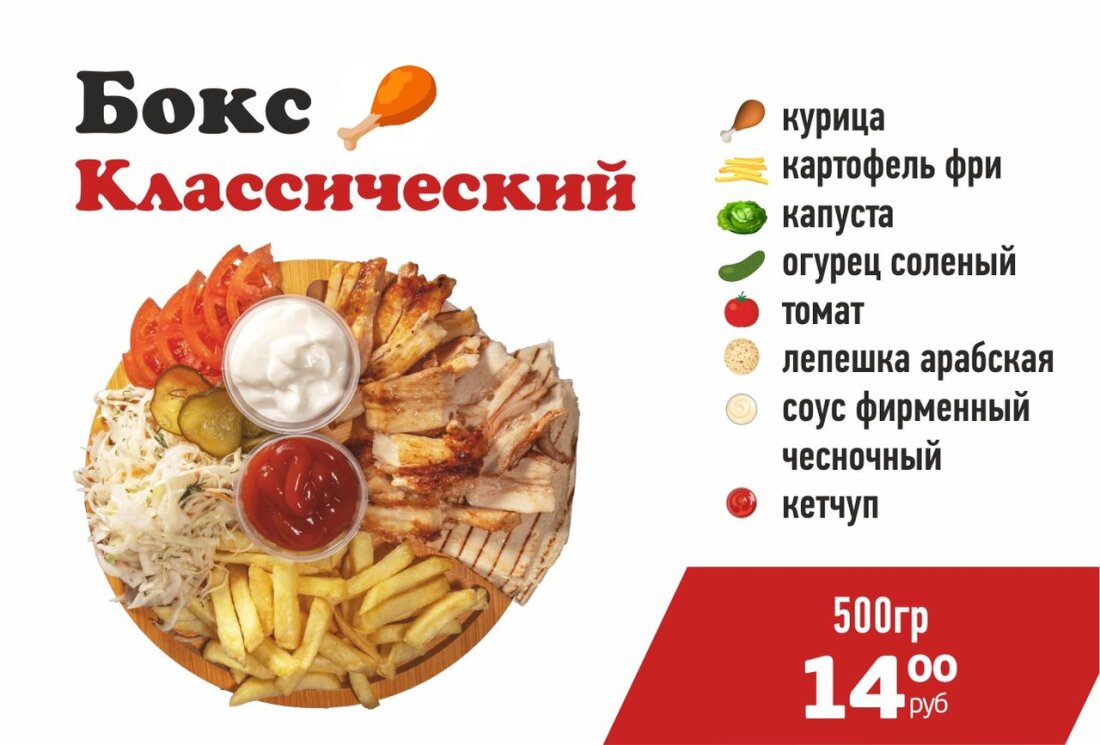 Бокс
Классический
курица
картофель фри
капуста
огурец соленый
томат
лепешка арабская
соус фирменный
чесночный
кетчуп
500гр
14 00
руб